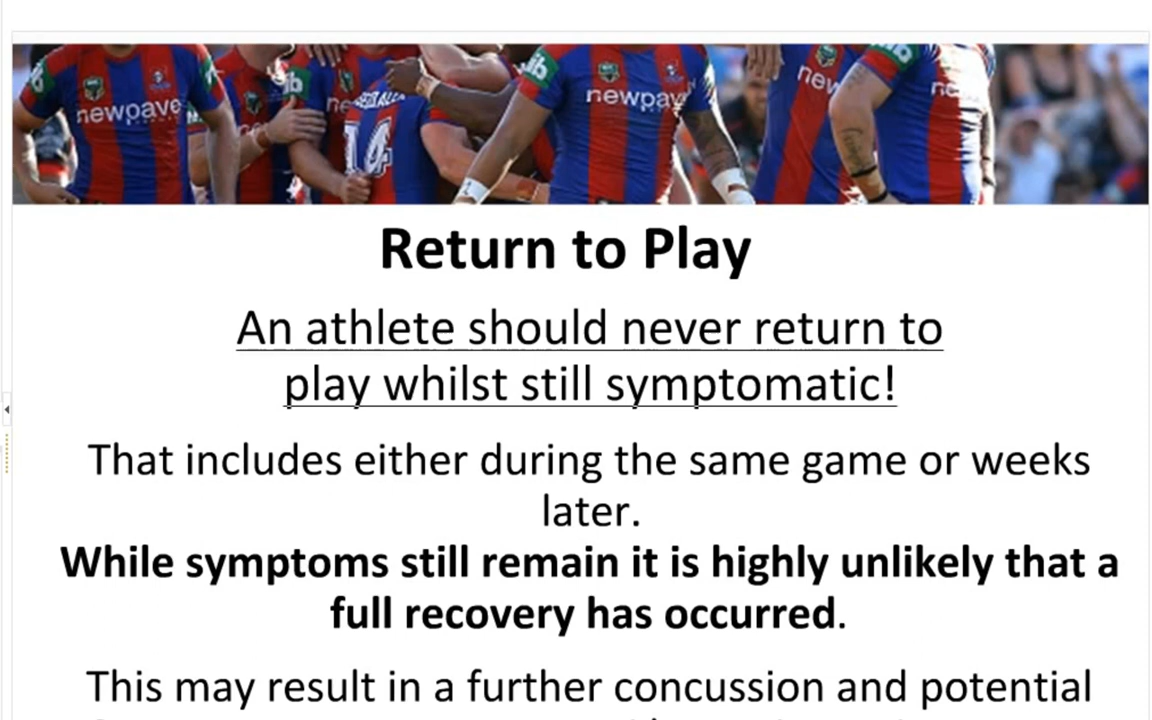 newpave
14
newpav
new
Return to Play
An athlete should never return to
play whilst still symptomatic!
That includes either during the same game or weeks
later.
While symptoms still remain it is highly unlikely that a
full recovery has occurred.
This may result in a further concussion and potential